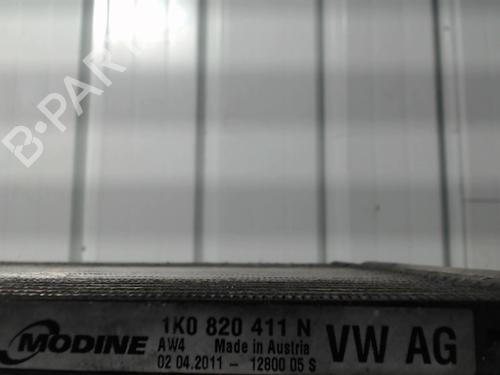 B-PARTS
MODINE 1K0 820 411 N VW AG
AW4 Made in Austria
02 04.2011 - 12800 05 S